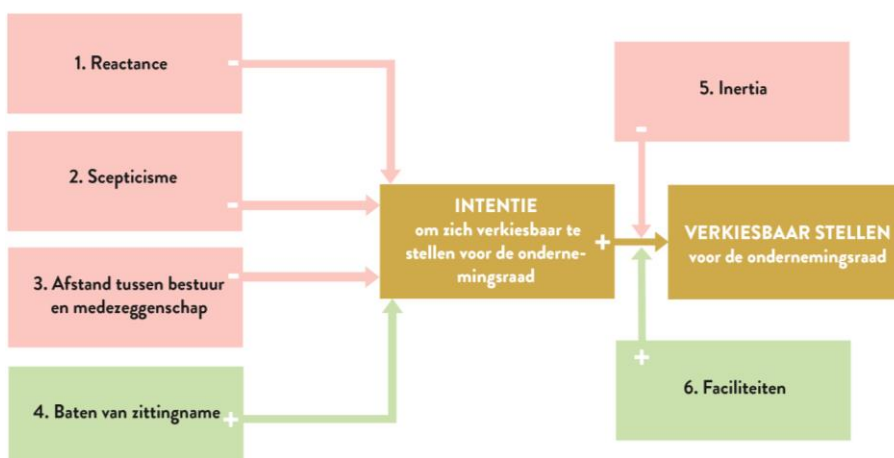 1. Reactance
-
2. Scepticisme
-
3. Afstand tussen bestuur
en medezeggenschap
-
4. Baten van zittingname
+
INTENTIE
om zich verkiesbaar te
stellen voor de onderne-
mingsraad
+
5. Inertia
-
VERKIESBAAR STELLEN
voor de ondernemingsraad
+
6. Faciliteiten